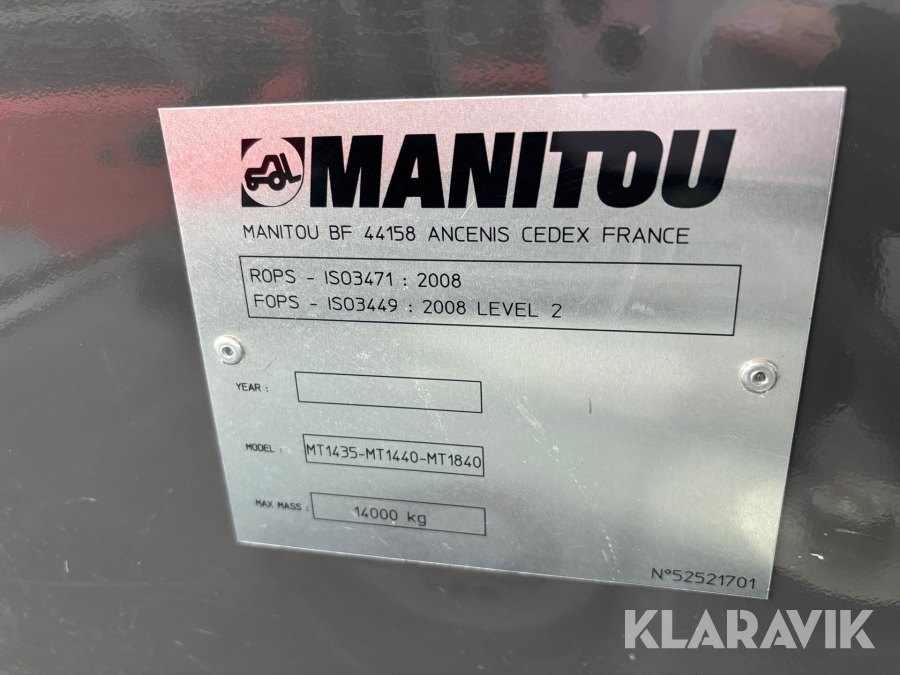 MANITOU
MANITOU BF 44158 ANCENIS CEDEX FRANCE
ROPS - ISO3471 : 2008
FOPS - ISO3449 : 2008 LEVEL 2
YEAR :
MODEL : MT1435-MT1440-MT1840
MAX MASS : 14000 kg
N°52521701
KLARAVIK